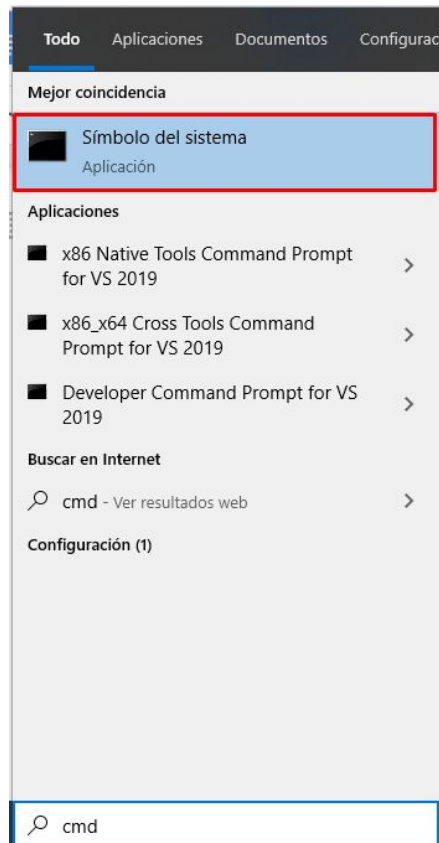 Todo Aplicaciones Documentos Configurac
Mejor coincidencia
Símbolo del sistema
Aplicación
Aplicaciones
x86 Native Tools Command Prompt
for VS 2019
x86_x64 Cross Tools Command
Prompt for VS 2019
Developer Command Prompt for VS
2019
Buscar en Internet
cmd - Ver resultados web
Configuración (1)
cmd